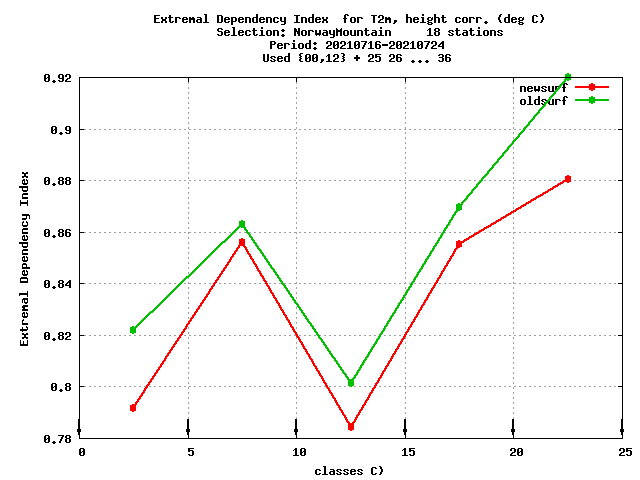 Extremal Dependency Index  for T2m, height corr. (deg C)
Selection: NorwayMountain     18 stations
Period: 20210716-20210724
Used {00,12} + 25 26 ... 36
newsurf
oldsurf
0.92
0.9
0.88
0.86
0.84
0.82
0.8
0.78
Extremal Dependency Index
0 5 10 15 20 25
classes C)